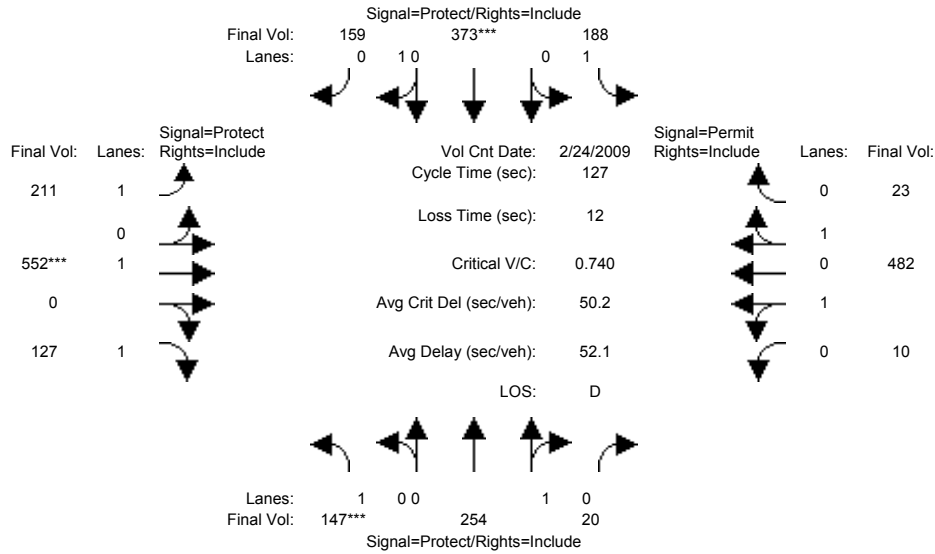 Signal=Protect/Rights=Include
Final Vol: 159 373*** 188
Lanes: 0 1 0 0 1
Signal=Protect Signal=Permit
Final Vol: Lanes: Rights=Include Vol Cnt Date: 2/24/2009 Rights=Include Lanes: Final Vol:
Cycle Time (sec): 127
211 1 0 23
Loss Time (sec): 12
0 1
552*** 1 Critical V/C: 0.740 0 482
0 Avg Crit Del (sec/veh): 50.2 1
127 1 Avg Delay (sec/veh): 52.1 0 10
LOS: D
Lanes: 1 0 0 1 0
Final Vol: 147*** 254 20
Signal=Protect/Rights=Include